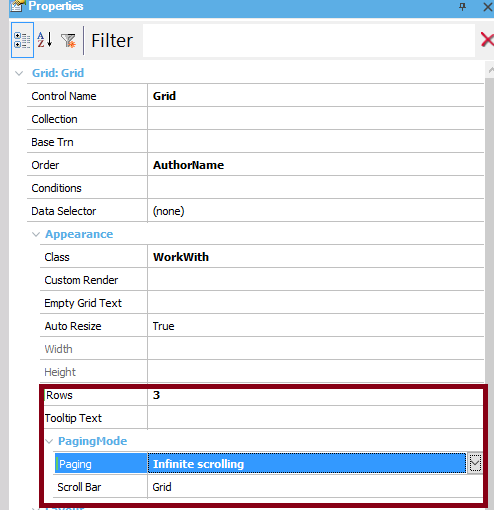 Properties
Filter
Grid: Grid
Control Name Grid
Collection
Base Trn
Order AuthorName
Conditions
Data Selector (none)
Appearance
Class WorkWith
Custom Render
Empty Grid Text
Auto Resize True
Width
Height
Rows 3
Tooltip Text
PagingMode
Paging Infinite scrolling
Scroll Bar Grid